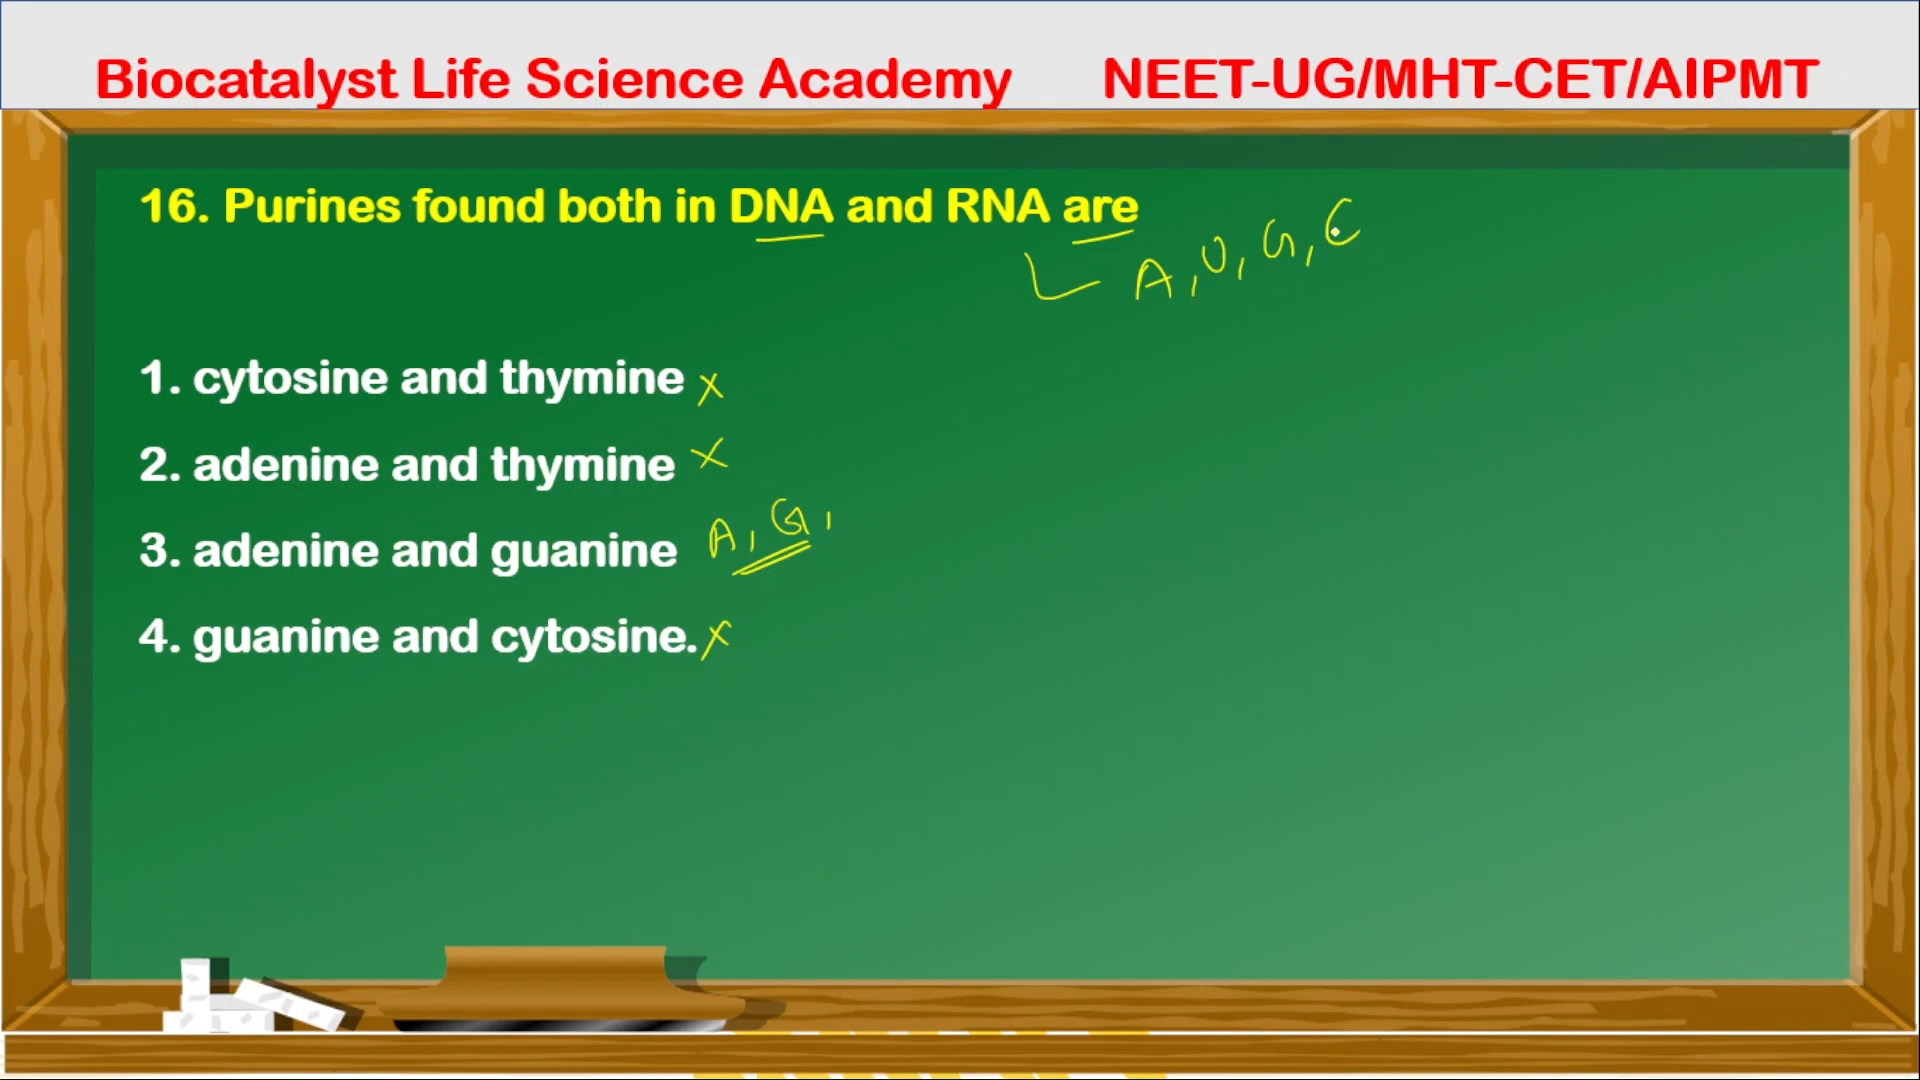 Biocatalyst Life Science Academy NEET-UG/MHT-CET/AIPMT
16. Purines found both in DNA and RNA are
A, U, G, C
1. cytosine and thymine x
2. adenine and thymine x
3. adenine and guanine A, G,
4. guanine and cytosine. x